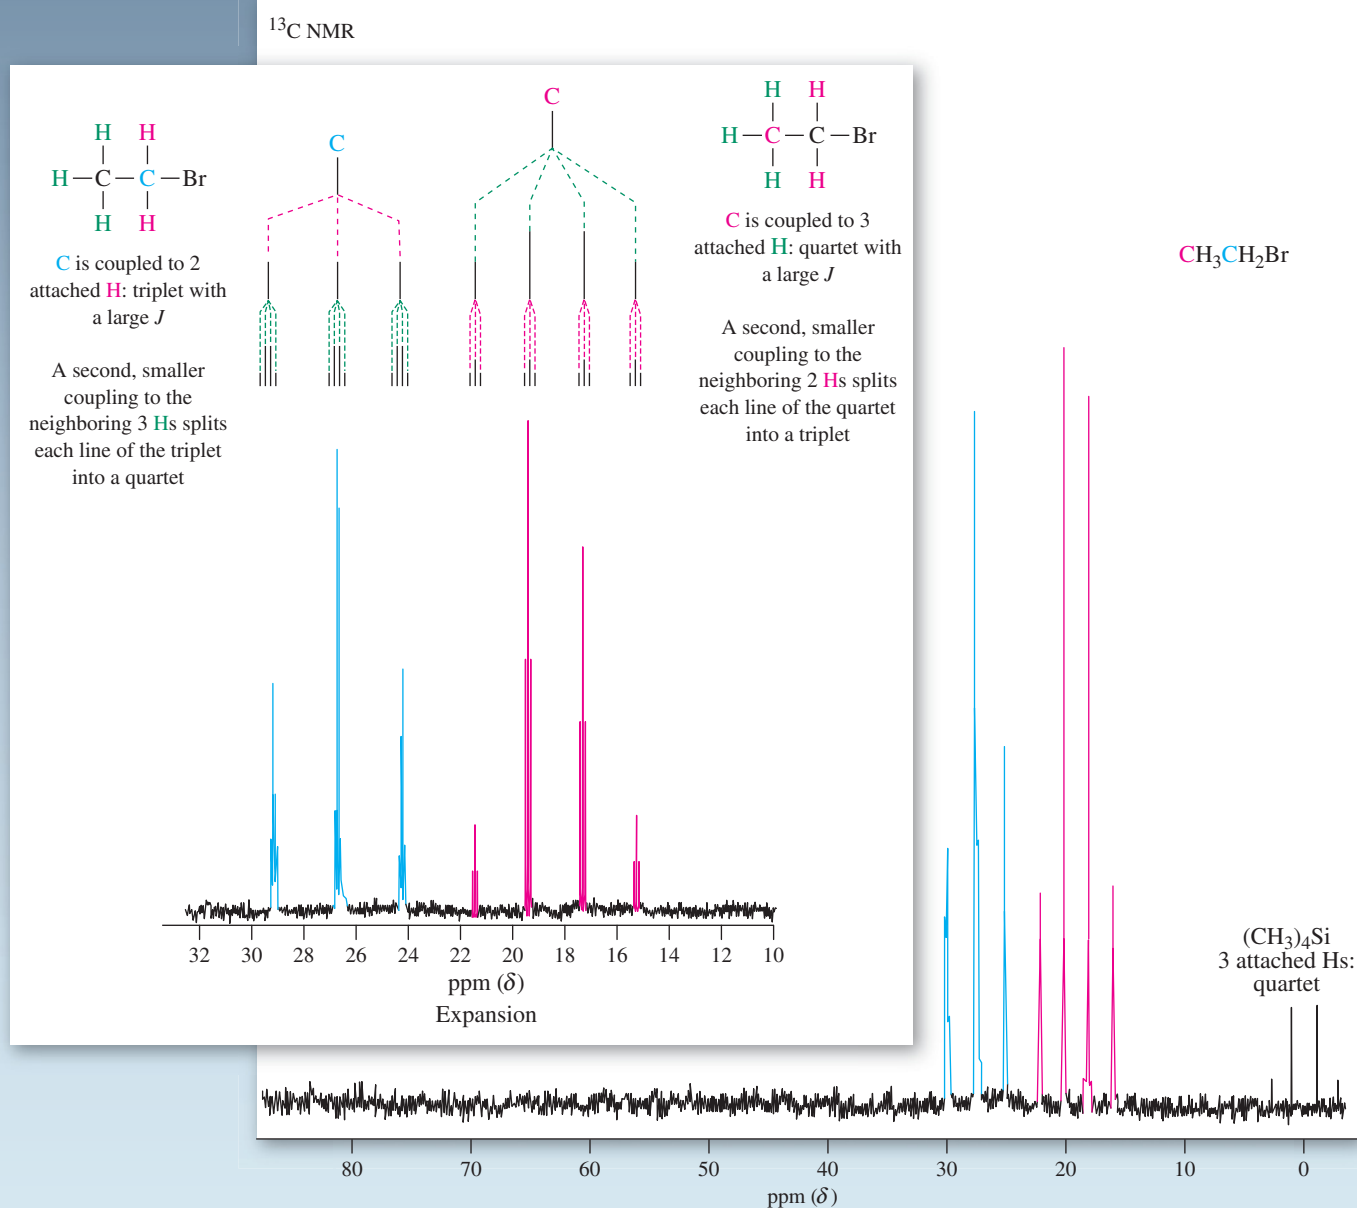 ¹³C NMR
H H
H—C—C—Br
H H
C is coupled to 2
attached H: triplet with
a large J
A second, smaller
coupling to the
neighboring 3 Hs splits
each line of the triplet
into a quartet
C
C
H H
H—C—C—Br
H H
C is coupled to 3
attached H: quartet with
a large J
A second, smaller
coupling to the
neighboring 2 Hs splits
each line of the quartet
into a triplet
32 30 28 26 24 22 20 18 16 14 12 10
ppm (δ)
Expansion
CH₃CH₂Br
(CH₃)₄Si
3 attached Hs:
quartet
80 70 60 50 40 30 20 10 0
ppm (δ)